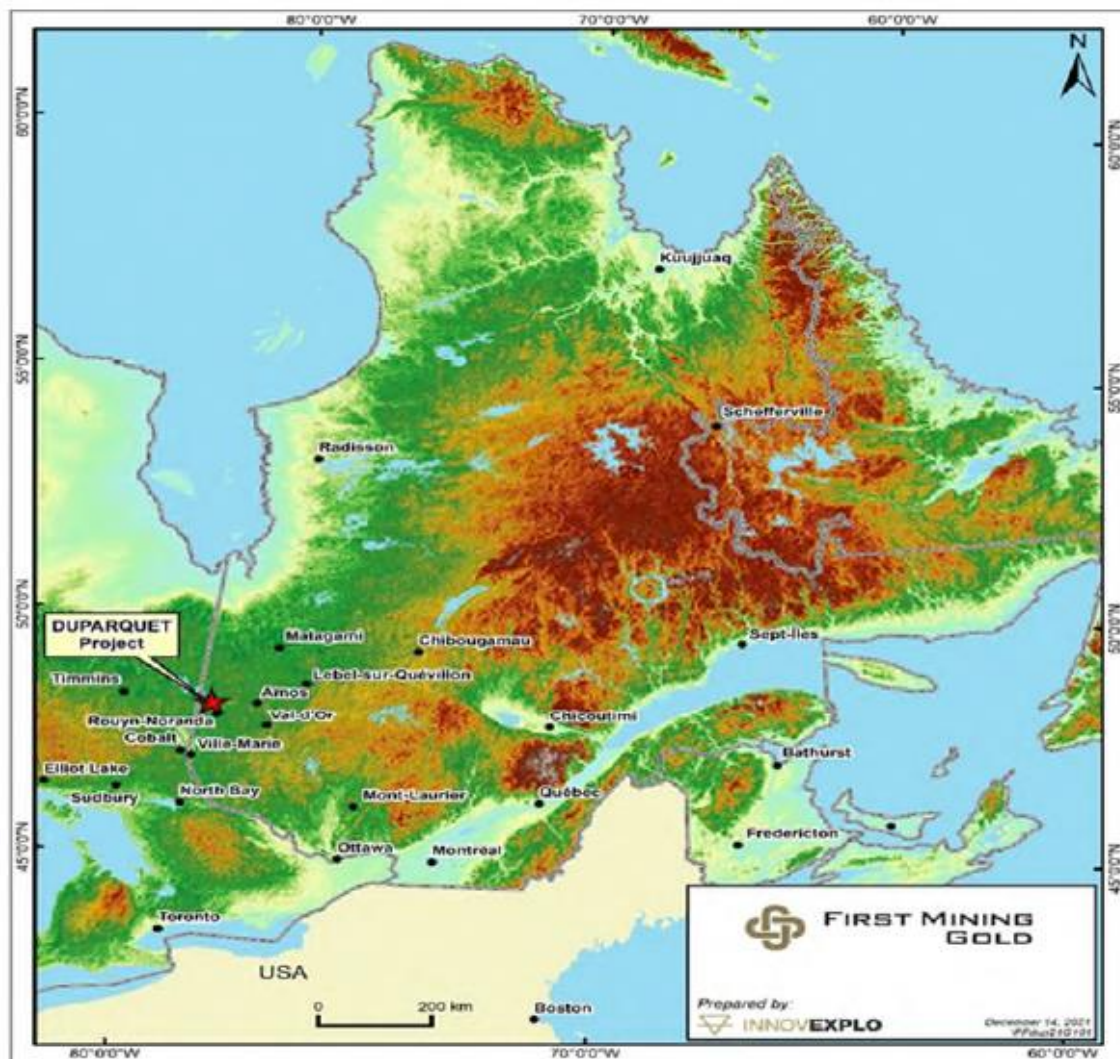 80°0'0"W 70°0'0"W 60°0'0"W
N
60°0'0"N
60°0'0"N
Kuujjuaq
55°0'0"N
55°0'0"N
Schefferville
Radisson
50°0'0"N
50°0'0"N
DUPARQUET
Project
Matagami
Chibougamau
Sept-Îles
Timmins
Lebel-sur-Quévillon
Amos
Rouyn-Noranda
Val-d'Or
Chicoutimi
Cobalt
Ville-Marie
Bathurst
Elliot Lake
Sudbury
North Bay
Mont-Laurier
Québec
Fredericton
45°0'0"N
45°0'0"N
Ottawa
Montréal
Toronto
USA
0 200 km
Boston
FIRST MINING
GOLD
Prepared by:
INNOVEXPLO
December 14, 2021
80°0'0"W 70°0'0"W 60°0'0"W